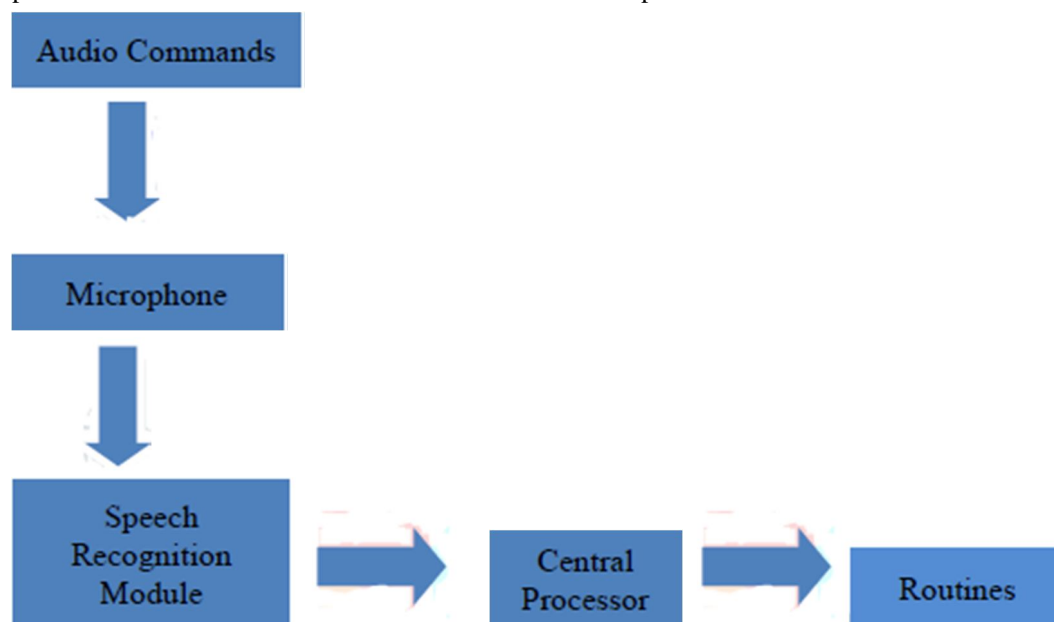 Audio Commands
Microphone
Speech
Recognition
Module
Central
Processor
Routines